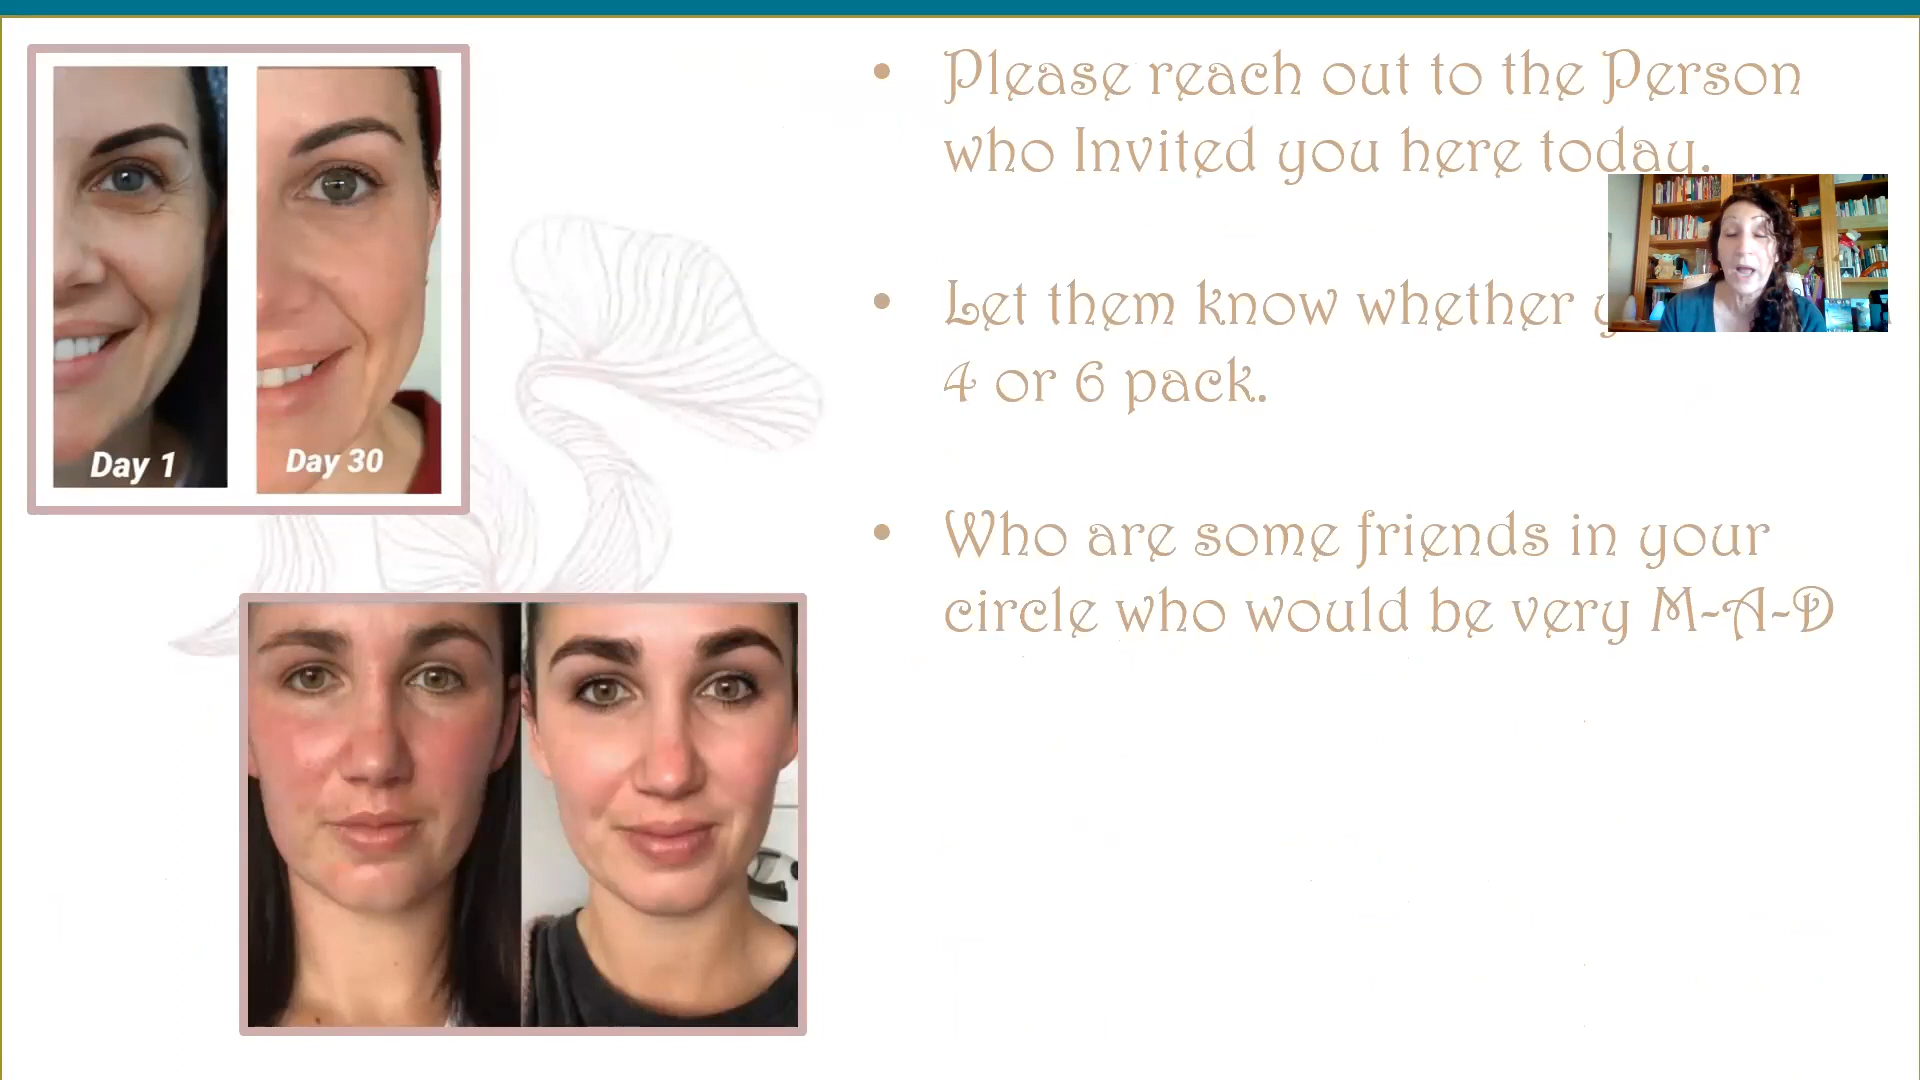 Day 1
Day 30
• Please reach out to the Person
who Invited you here today.
• Let them know whether
4 or 6 pack.
• Who are some friends in your
circle who would be very M-A-D